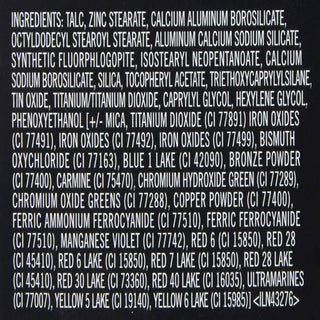 INGREDIENTS: TALC, ZINC STEARATE, CALCIUM ALUMINUM BOROSILICATE,
OCTYLDODECYL STEAROYL STEARATE, ALUMINUM CALCIUM SODIUM SILICATE,
SYNTHETIC FLUORPHLOGOPITE, ISOSTEARYL NEOPENTANOATE, CALCIUM
SODIUM BOROSILICATE, SILICA, TOCOPHERYL ACETATE, TRIETHOXYCAPRYLYLSILANE,
TIN OXIDE, TITANIUM/TITANIUM DIOXIDE, CAPRYLYL GLYCOL, HEXYLENE GLYCOL,
PHENOXYETHANOL [+/- MICA, TITANIUM DIOXIDE (CI 77891) IRON OXIDES
(CI 77491), IRON OXIDES (CI 77492), IRON OXIDES (CI 77499), BISMUTH
OXYCHLORIDE (CI 77163), BLUE 1 LAKE (CI 42090), BRONZE POWDER
(CI 77400), CARMINE (CI 75470), CHROMIUM HYDROXIDE GREEN (CI 77289),
CHROMIUM OXIDE GREENS (CI 77288), COPPER POWDER (CI 77400),
FERRIC AMMONIUM FERROCYANIDE (CI 77510), FERRIC FERROCYANIDE
(CI 77510), MANGANESE VIOLET (CI 77742), RED 6 (CI 15850), RED 28
(CI 45410), RED 6 LAKE (CI 15850), RED 7 LAKE (CI 15850), RED 28 LAKE
(CI 45410), RED 30 LAKE (CI 73360), RED 40 LAKE (CI 16035), ULTRAMARINES
(CI 77007), YELLOW 5 LAKE (CI 19140), YELLOW 6 LAKE (CI 15985)] <ILN43276>